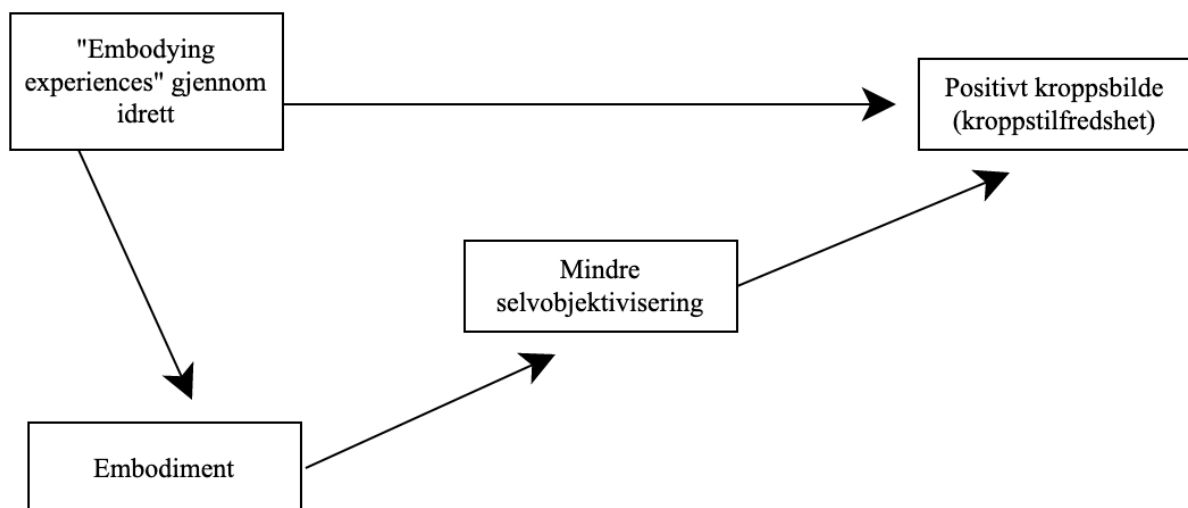 "Embodying
experiences" gjennom
idrett
Positivt kroppsbilde
(kroppstilfredshet)
Mindre
selvobjektivisering
Embodiment